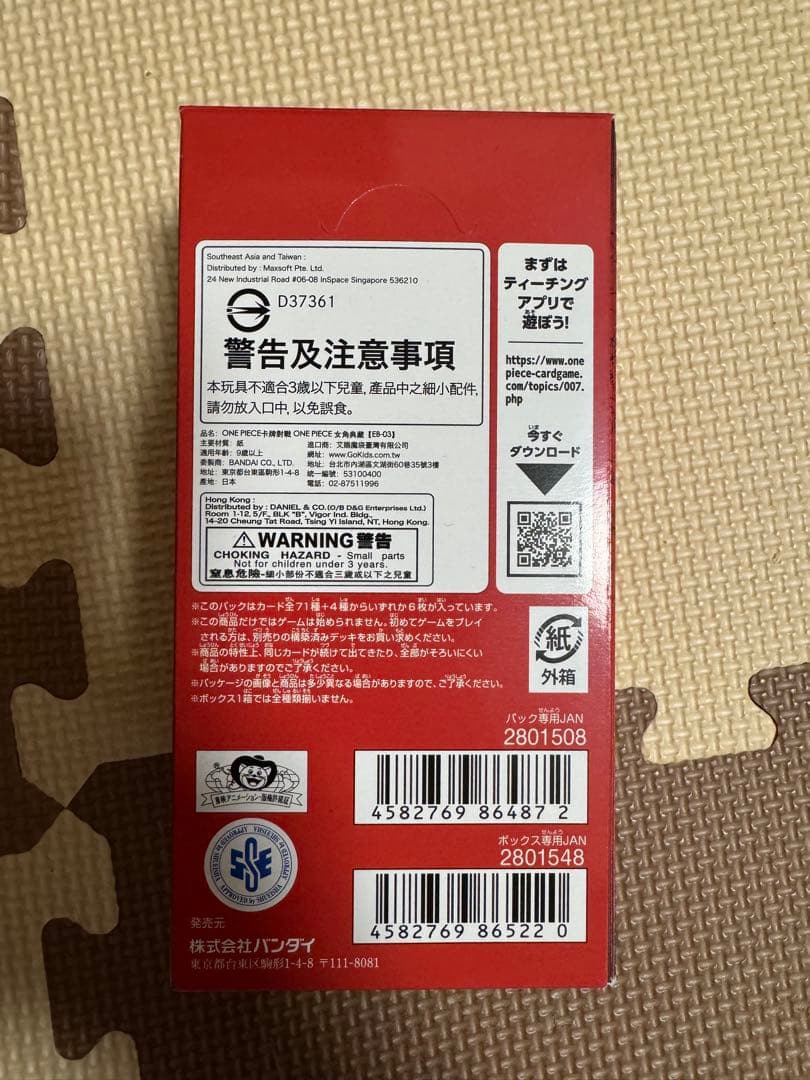 Southeast Asia and Taiwan :
Distributed by : Maxsoft Pte. Ltd.
24 New Industrial Road #06-08 InSpace Singapore 536210
D37361
警告及注意事項
本玩具不適合3歲以下兒童, 產品中之細小配件,
請勿放入口中, 以免誤食。
品名: ONE PIECE卡牌對戰 ONE PIECE 女角典藏【EB-03】
主要材質: 紙
適用年齡: 9歲以上
委製商: BANDAI CO., LTD.
地址: 東京都台東區駒形1-4-8
產地: 日本
進口商: 艾賜魔袋臺灣有限公司
網址: www.GoKids.com.tw
地址: 台北市內湖區文湖街60巷35號3樓
統一編號: 53100400
電話: 02-87511996
Hong Kong :
Distributed by : DANIEL & CO.(O/B D&G Enterprises Ltd.)
Room 1-12, 5/F., BLK "B", Vigor Ind. Bldg.,
14-20 Cheung Tat Road, Tsing Yi Island, NT, Hong Kong.
WARNING 警告
CHOKING HAZARD - Small parts
Not for children under 3 years.
窒息危險-細小部份不適合三歲或以下之兒童
まずは
ティーチング
アプリで
遊ぼう!
https://www.one
piece-cardgame.
com/topics/007.
php
今すぐ
ダウンロード
※このパックはカード全71種+4種からいずれか6枚が入っています。
※この商品だけではゲームは始められません。初めてゲームをプレイ
される方は、別売りの構築済みデッキをお買い求めください。
※商品の特性上、同じカードが続けて出てきたり、全部がそろいにくい
場合がありますのでご了承ください。
※パッケージの画像と商品は多少異なる場合がありますので、ご了承ください。
※ボックス1箱では全種類揃いません。
紙
外箱
パック専用JAN
2801508
4582769 86487 2
ボックス専用JAN
2801548
4582769 86522 0
東映アニメーション・版権許諾証
APPROVED by SHUEISHA
発売元
株式会社バンダイ
東京都台東区駒形1-4-8 〒111-8081